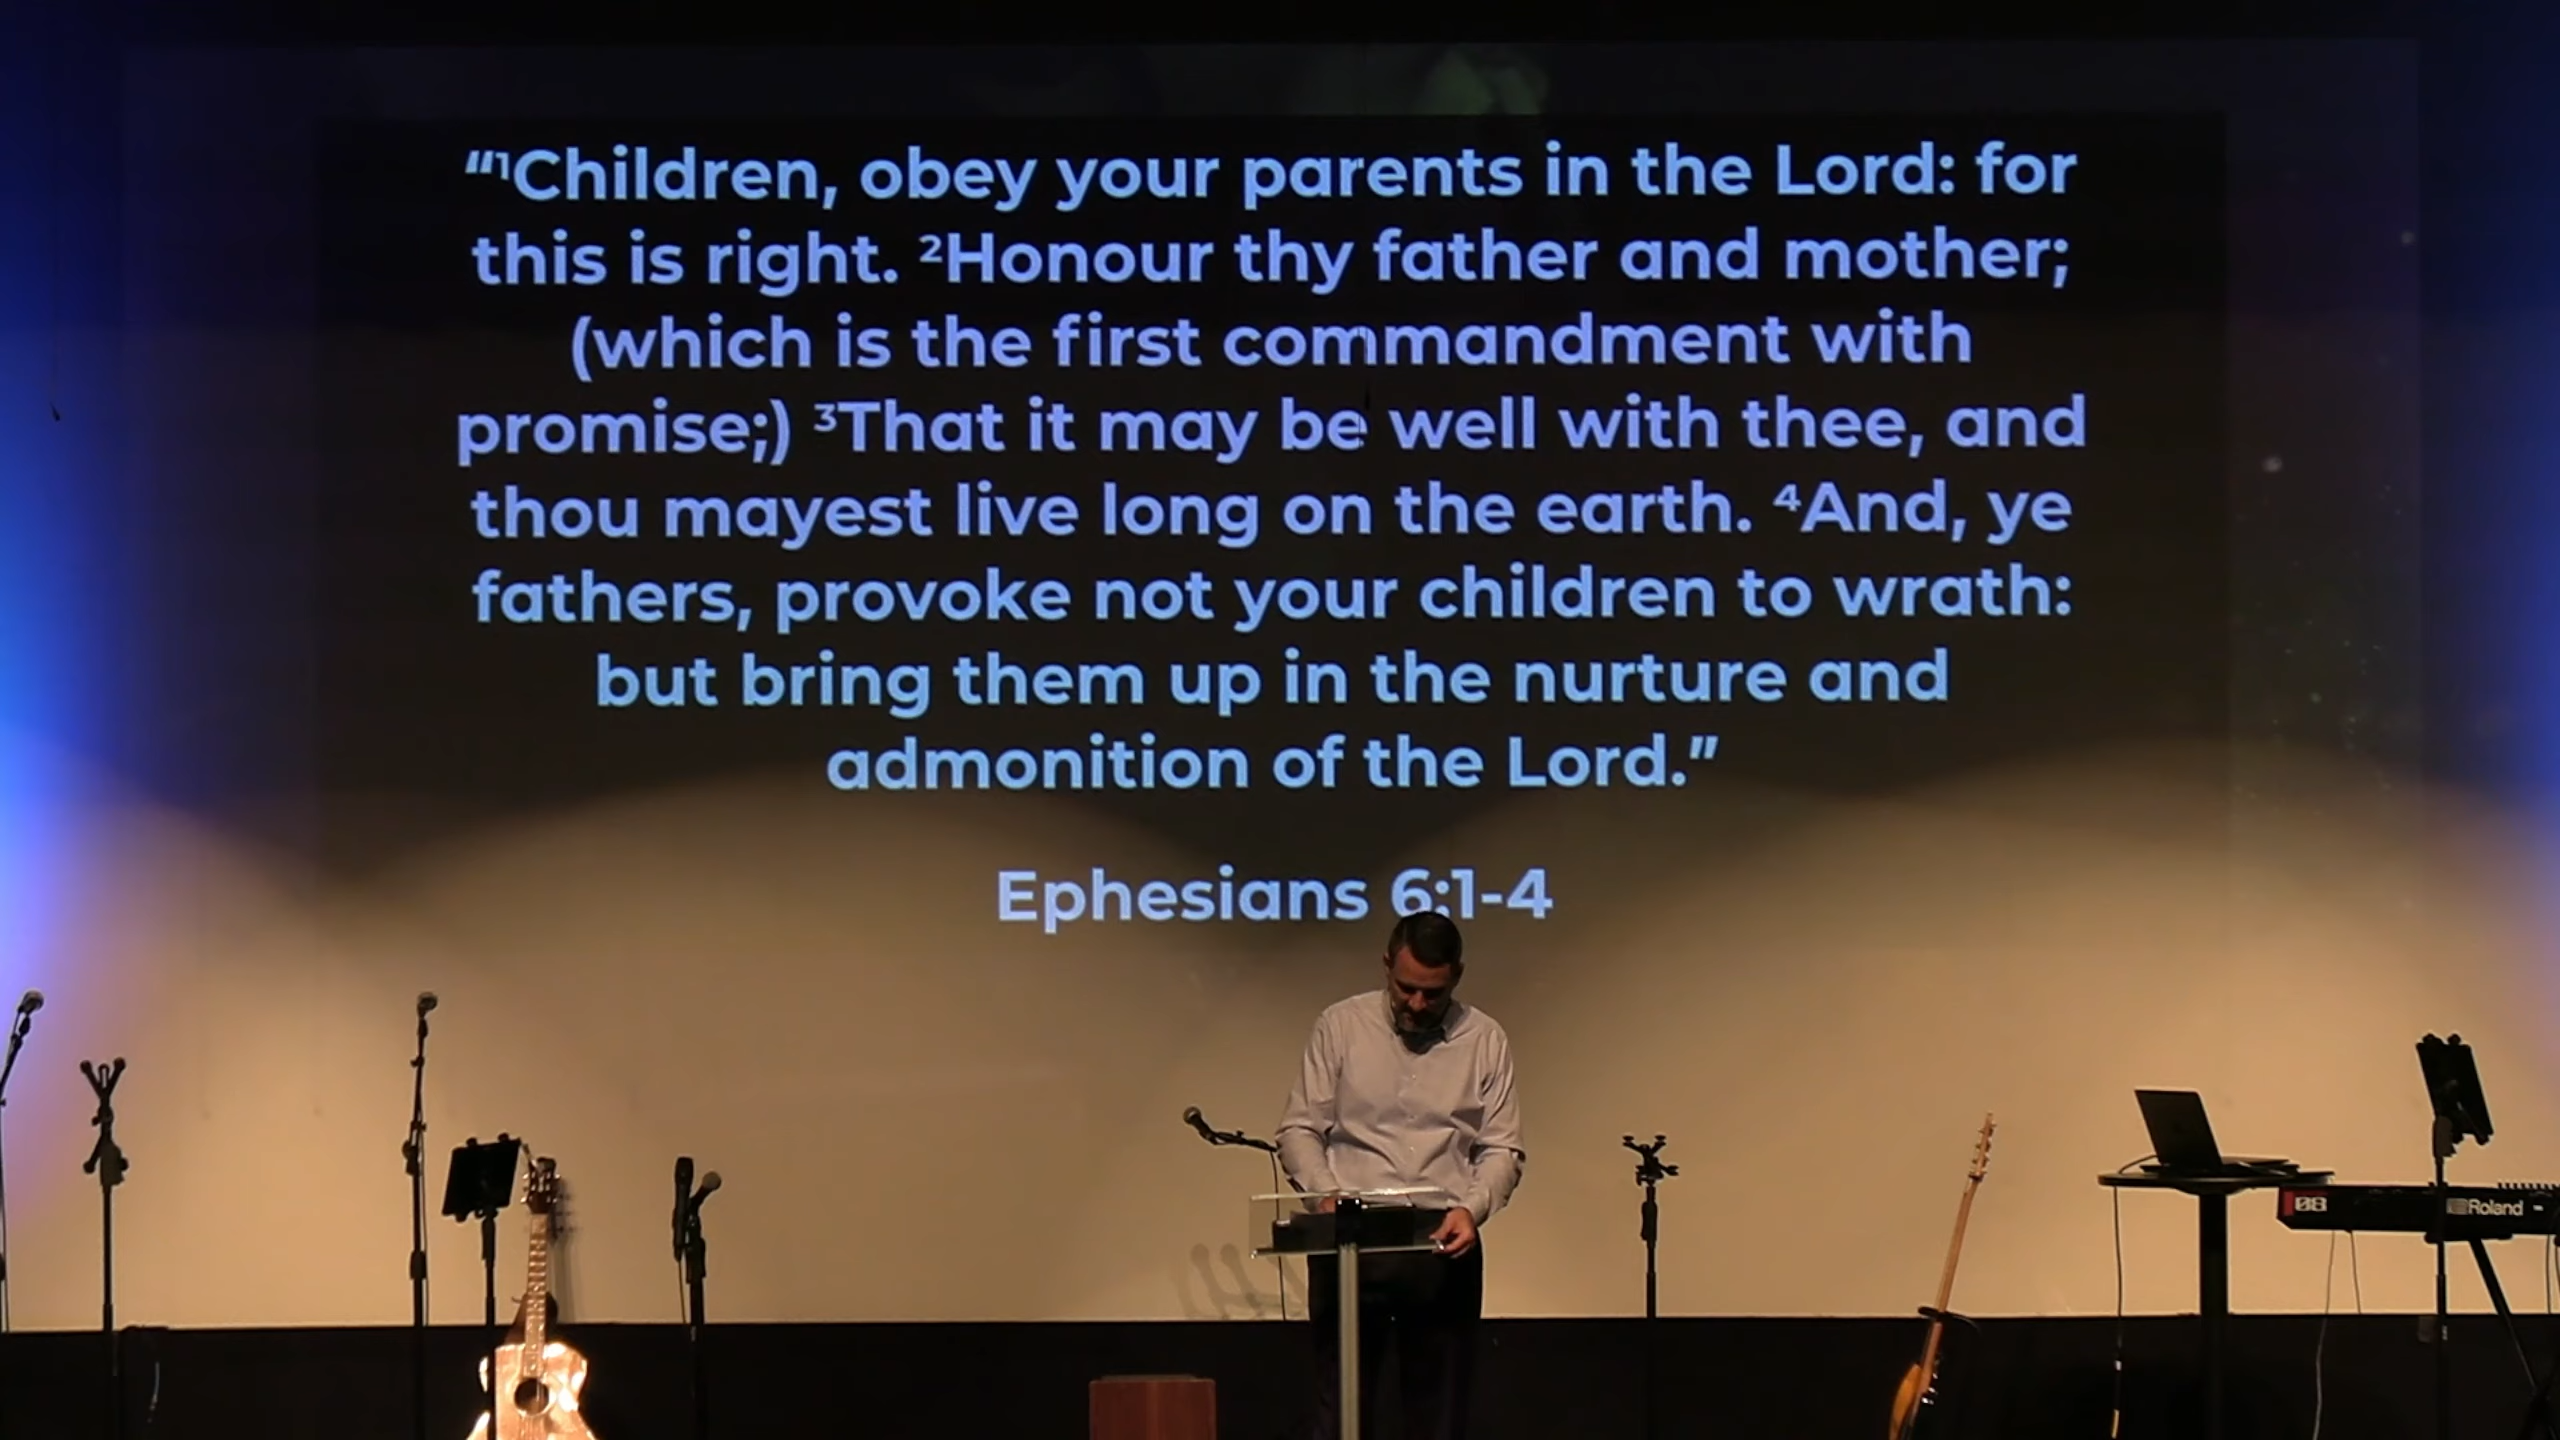 “¹Children, obey your parents in the Lord: for
this is right. ²Honour thy father and mother;
(which is the first commandment with
promise;) ³That it may be well with thee, and
thou mayest live long on the earth. ⁴And, ye
fathers, provoke not your children to wrath:
but bring them up in the nurture and
admonition of the Lord.”
Ephesians 6:1-4
88 Roland